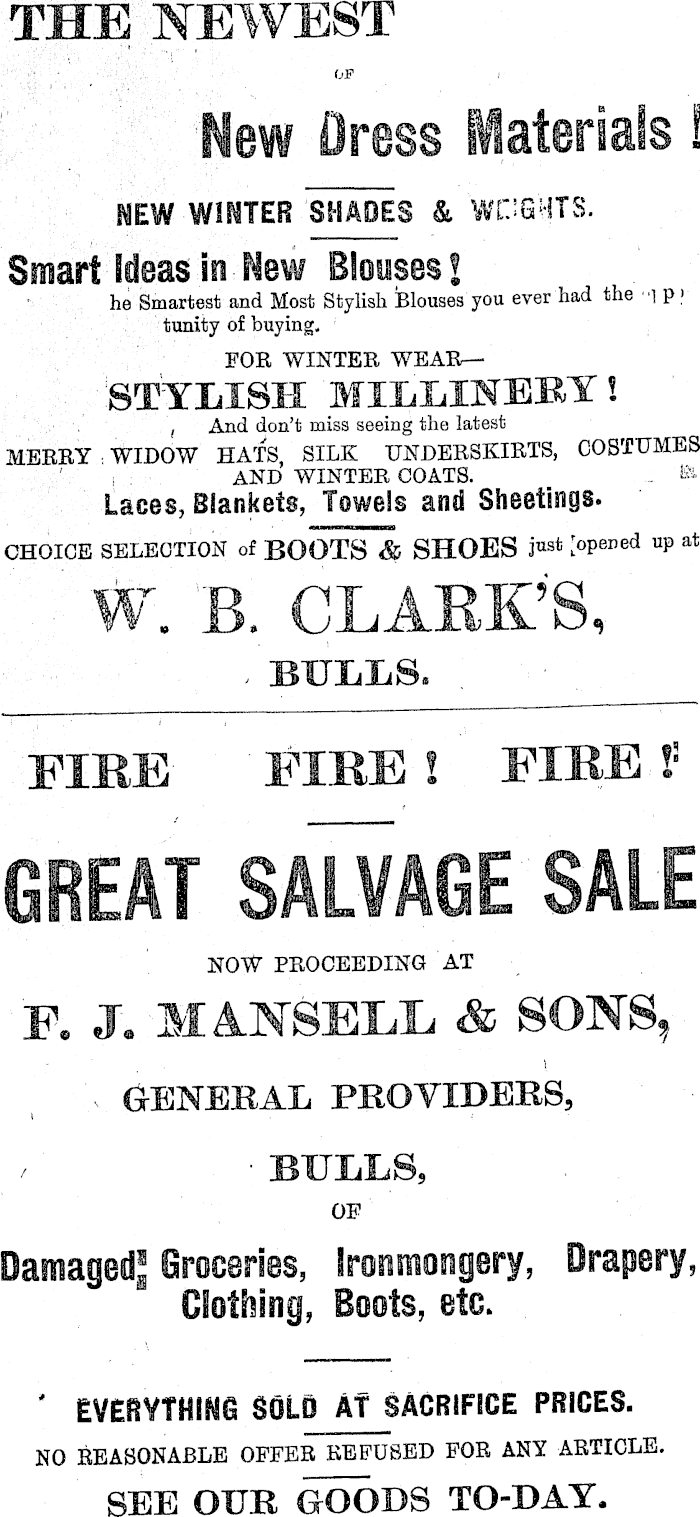 THE NEWEST
OF
New Dress Materials !
NEW WINTER SHADES & WEIGHTS.
Smart Ideas in New Blouses !
he Smartest and Most Stylish Blouses you ever had the
tunity of buying.
FOR WINTER WEAR—
STYLISH MILLINERY !
And don't miss seeing the latest
MERRY WIDOW HATS, SILK UNDERSKIRTS, COSTUMES
AND WINTER COATS.
Laces, Blankets, Towels and Sheetings.
CHOICE SELECTION of BOOTS & SHOES just opened up at
W. B. CLARK'S,
BULLS.
FIRE FIRE ! FIRE !
GREAT SALVAGE SALE
NOW PROCEEDING AT
F. J. MANSELL & SONS,
GENERAL PROVIDERS,
BULLS,
OF
Damaged Groceries, Ironmongery, Drapery,
Clothing, Boots, etc.
EVERYTHING SOLD AT SACRIFICE PRICES.
NO REASONABLE OFFER REFUSED FOR ANY ARTICLE.
SEE OUR GOODS TO-DAY.